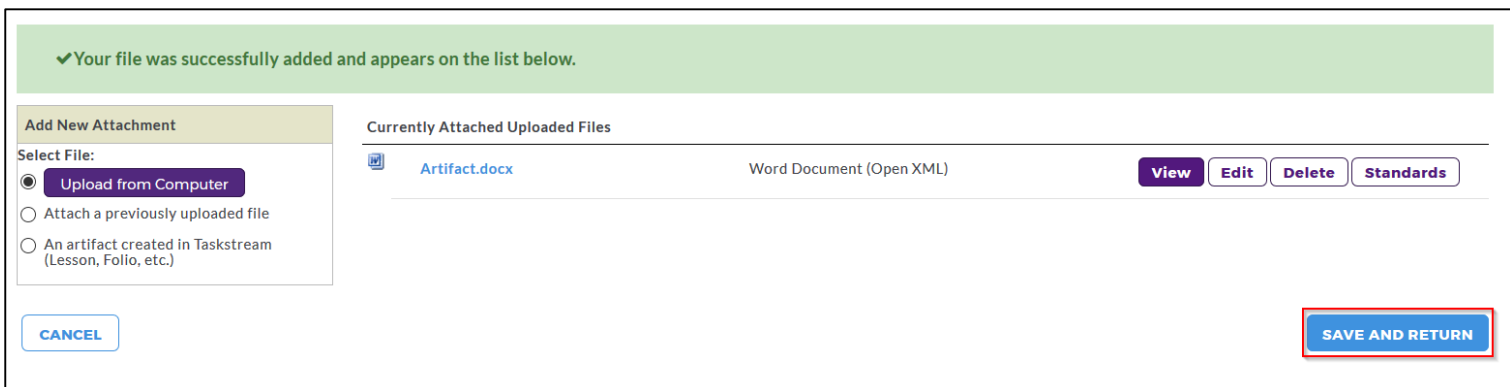 ✔Your file was successfully added and appears on the list below.
Add New Attachment
Select File:
Upload from Computer
Attach a previously uploaded file
An artifact created in Taskstream
(Lesson, Folio, etc.)
Currently Attached Uploaded Files
Artifact.docx Word Document (Open XML) View Edit Delete Standards
CANCEL
SAVE AND RETURN